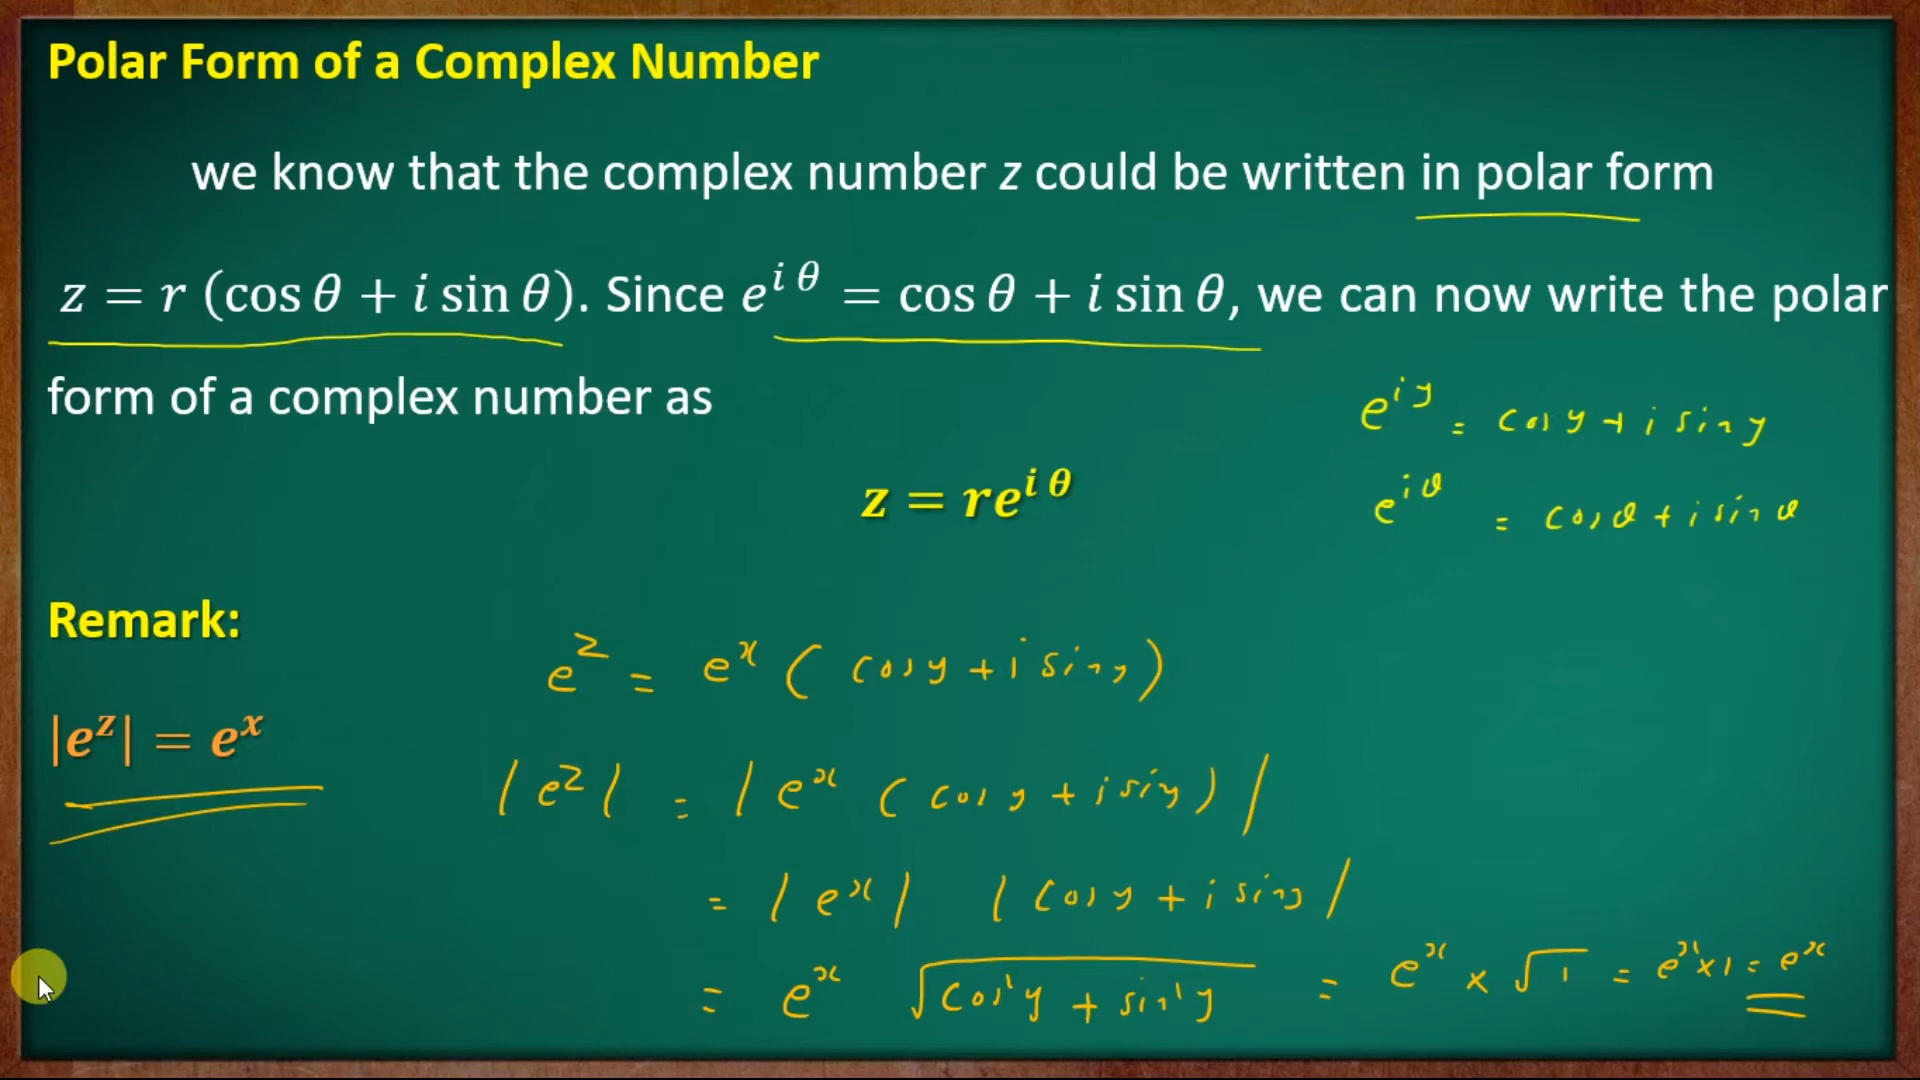 Polar Form of a Complex Number
we know that the complex number z could be written in polar form
z = r (cos θ + i sin θ). Since e^{i θ} = cos θ + i sin θ, we can now write the polar
form of a complex number as
e^{iy} = cos y + i sin y
z = re^{i θ}
e^{iθ} = cos θ + i sin θ
Remark:
e^z = e^x ( cos y + i sin y )
|e^z| = e^x
| e^z | = | e^x ( cos y + i sin y ) |
= | e^x | | cos y + i sin y |
= e^x √(cos²y + sin²y) = e^x × √1 = e^x × 1 = e^x